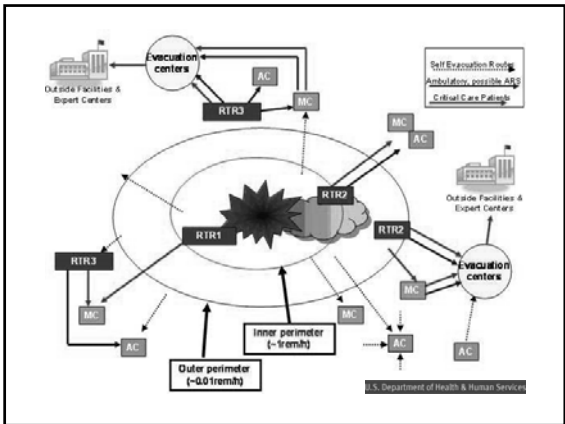 Evacuation
centers
Outside Facilities &
Expert Centers
AC
RTR3
MC
Self Evacuation Routes
Ambulatory, possible ARS
Critical Care Patients
MC
AC
RTR2
RTR1
RTR2
Outside Facilities &
Expert Centers
Evacuation
centers
RTR3
MC
AC
MC
MC
AC
AC
Inner perimeter
(~1rem/h)
Outer perimeter
(~0.01rem/h)
U.S. Department of Health & Human Services